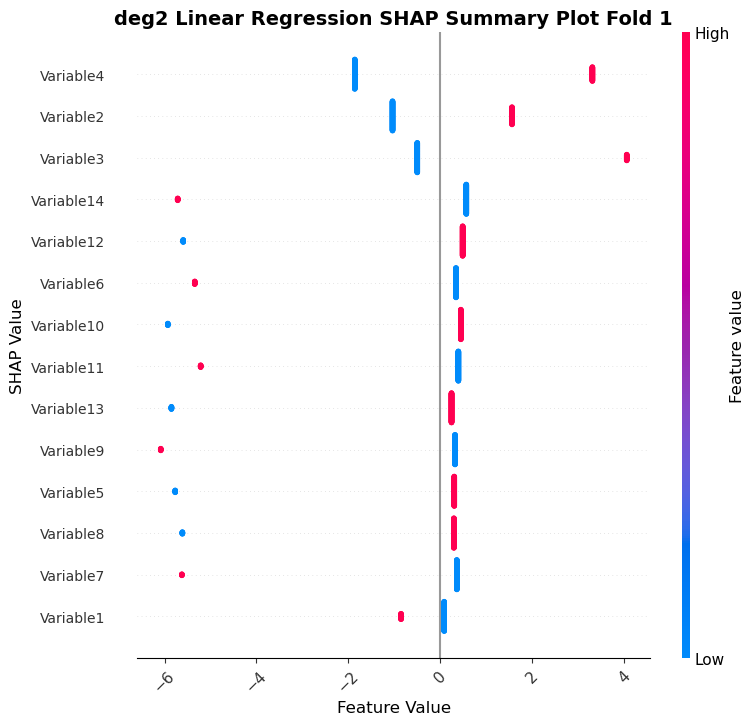 deg2 Linear Regression SHAP Summary Plot Fold 1
High
Variable4
Variable2
Variable3
Variable14
Variable12
Variable6
Variable10
Variable11
Variable13
Variable9
Variable5
Variable8
Variable7
Variable1
SHAP Value
Feature value
Low
−6 −4 −2 0 2 4
Feature Value